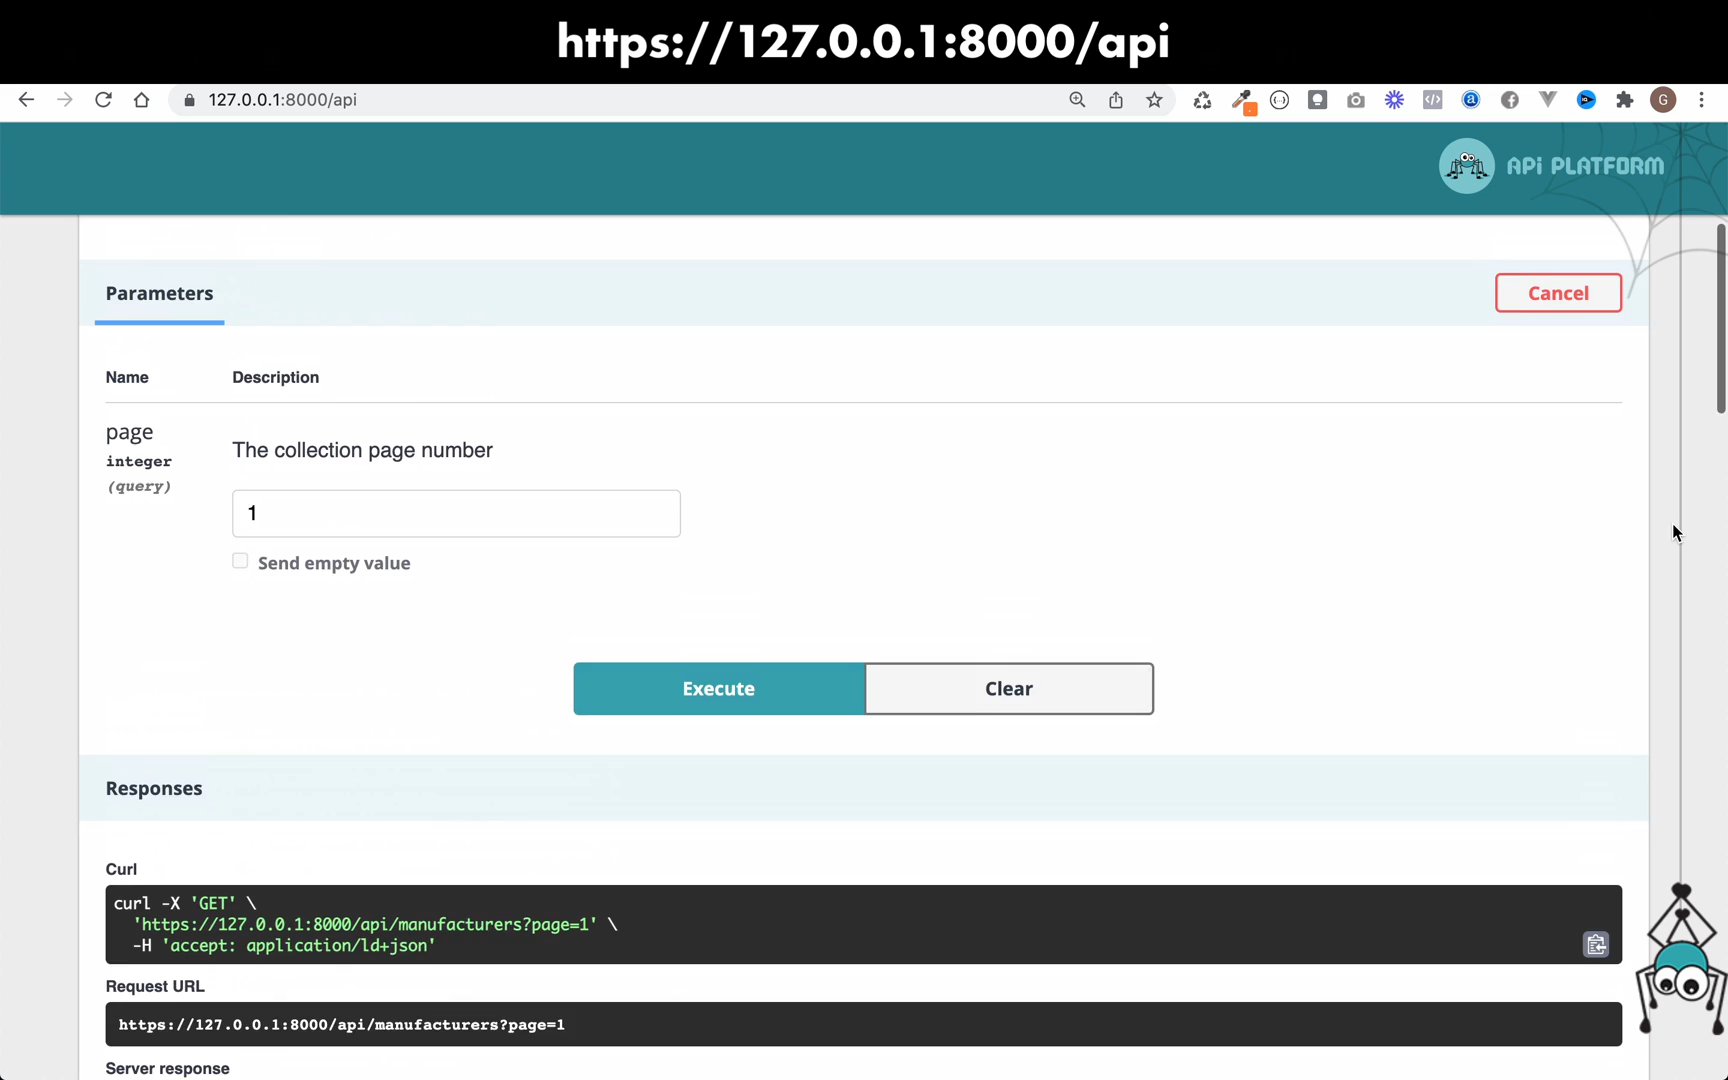 https://127.0.0.1:8000/api
127.0.0.1:8000/api
G
API PLATFORM
Parameters
Cancel
Name Description
page
integer
(query)
The collection page number
1
Send empty value
Execute
Clear
Responses
Curl
curl -X 'GET' \
'https://127.0.0.1:8000/api/manufacturers?page=1' \
-H 'accept: application/ld+json'
Request URL
https://127.0.0.1:8000/api/manufacturers?page=1
Server response